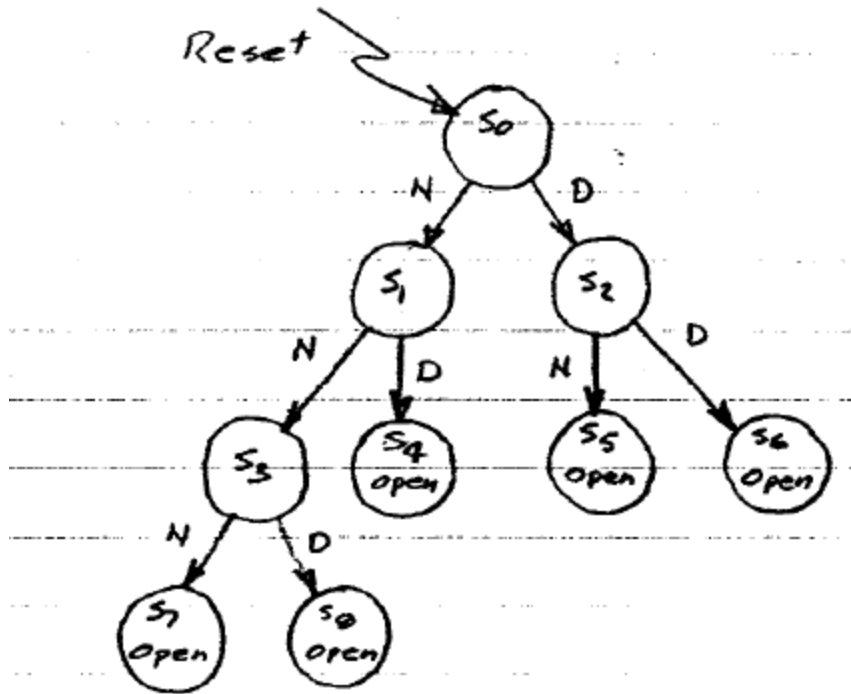 Reset
S0
N D
S1 S2
N D N D
S3 S4 Open S5 Open S6 Open
N D
S7 Open S8 Open